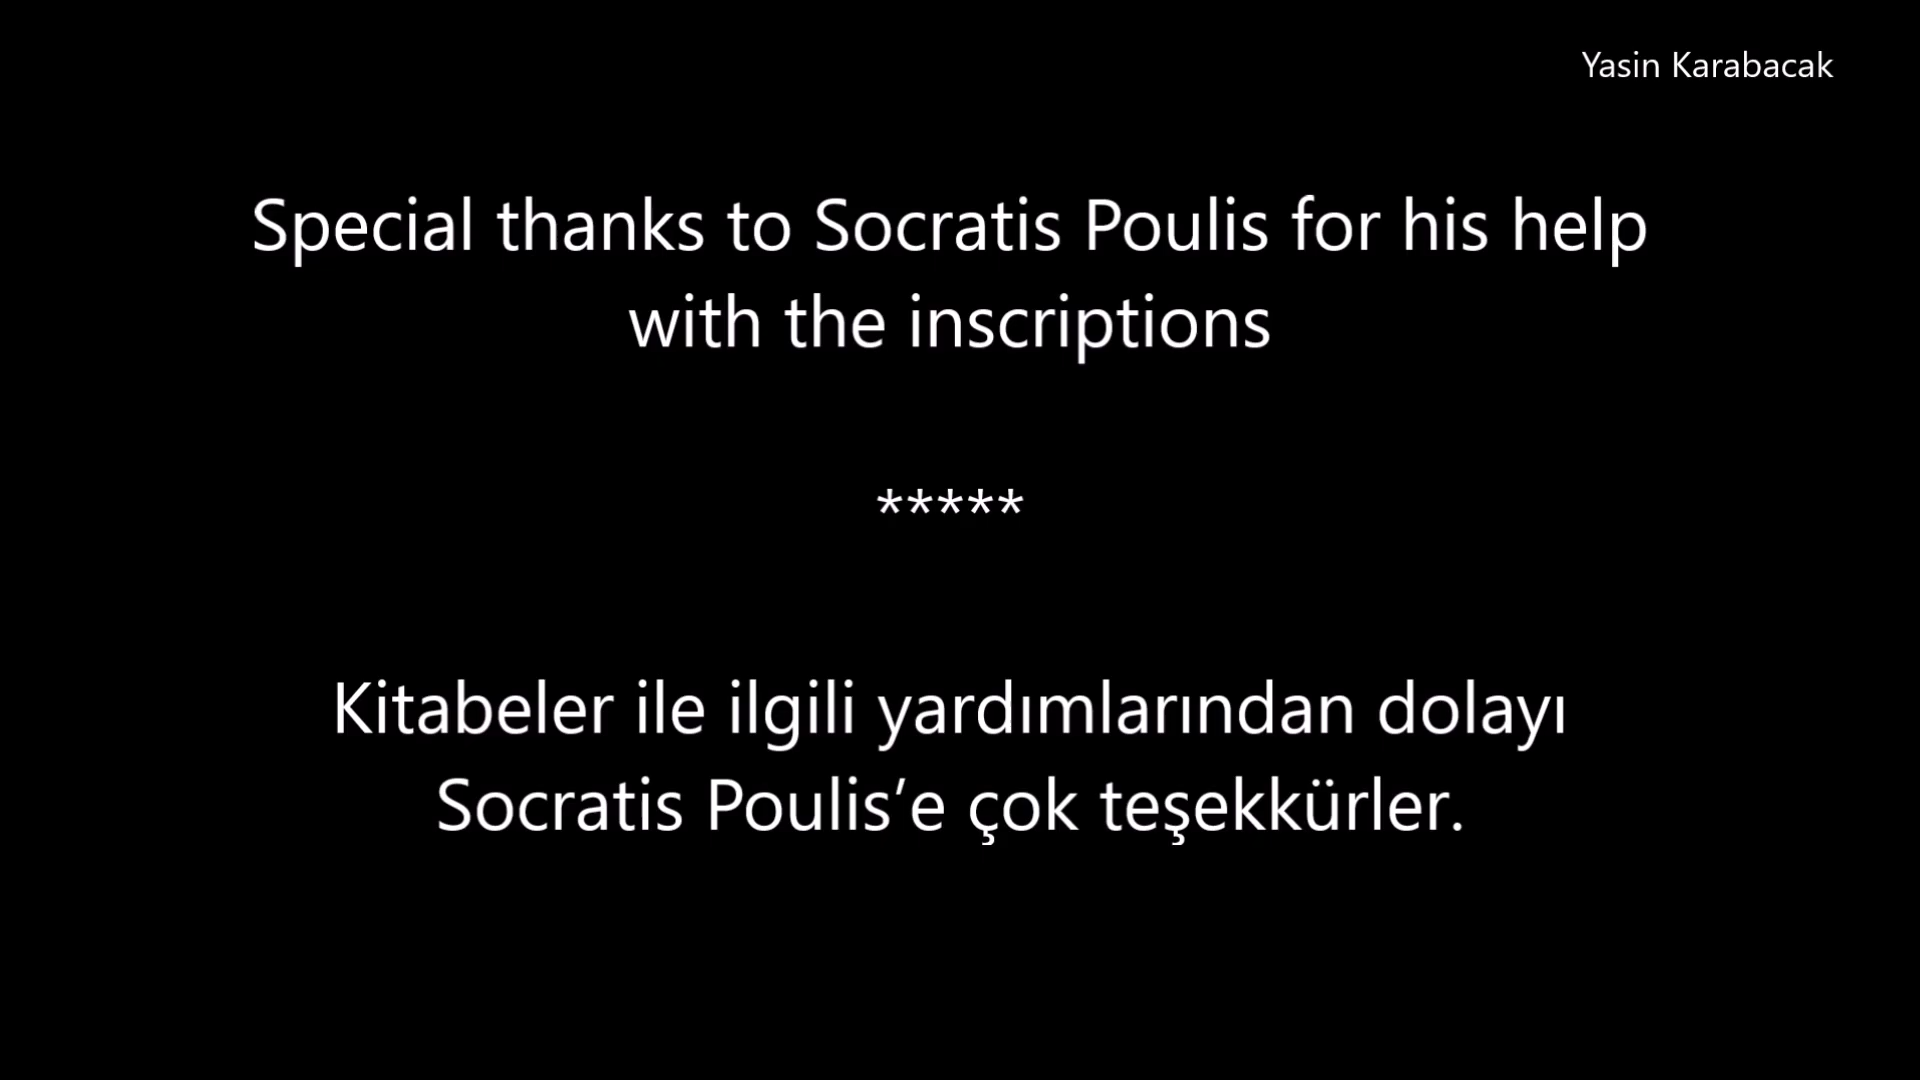 Yasin Karabacak
Special thanks to Socratis Poulis for his help
with the inscriptions
*****
Kitabeler ile ilgili yardımlarından dolayı
Socratis Poulis’e çok teşekkürler.